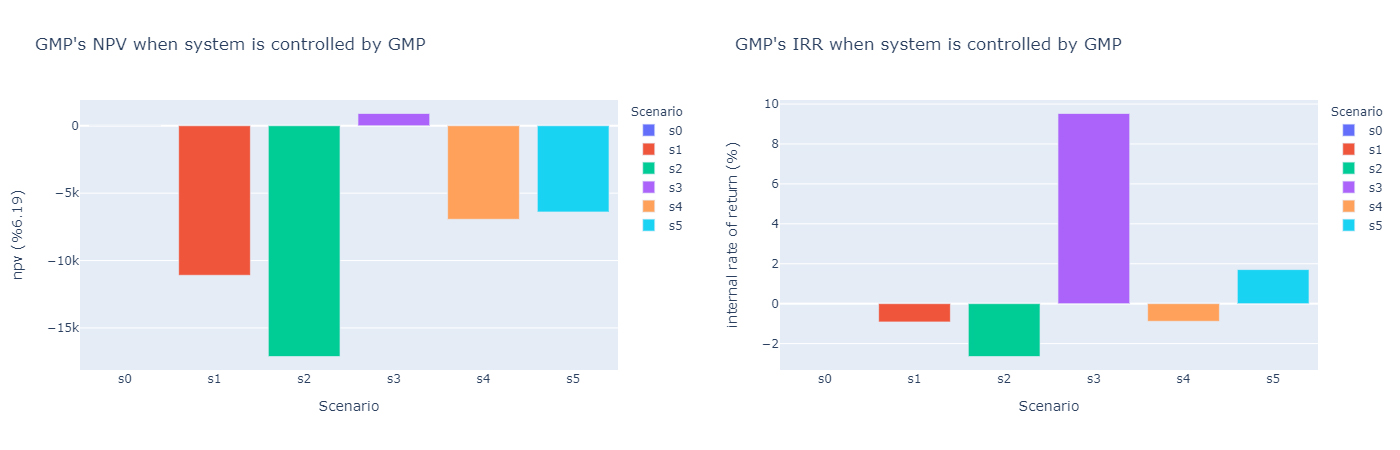 GMP's NPV when system is controlled by GMP
npv (%6.19)
0
−5k
−10k
−15k
s0
s1
s2
s3
s4
s5
Scenario
Scenario
s0
s1
s2
s3
s4
s5
GMP's IRR when system is controlled by GMP
internal rate of return (%)
10
8
6
4
2
0
−2
s0
s1
s2
s3
s4
s5
Scenario
Scenario
s0
s1
s2
s3
s4
s5